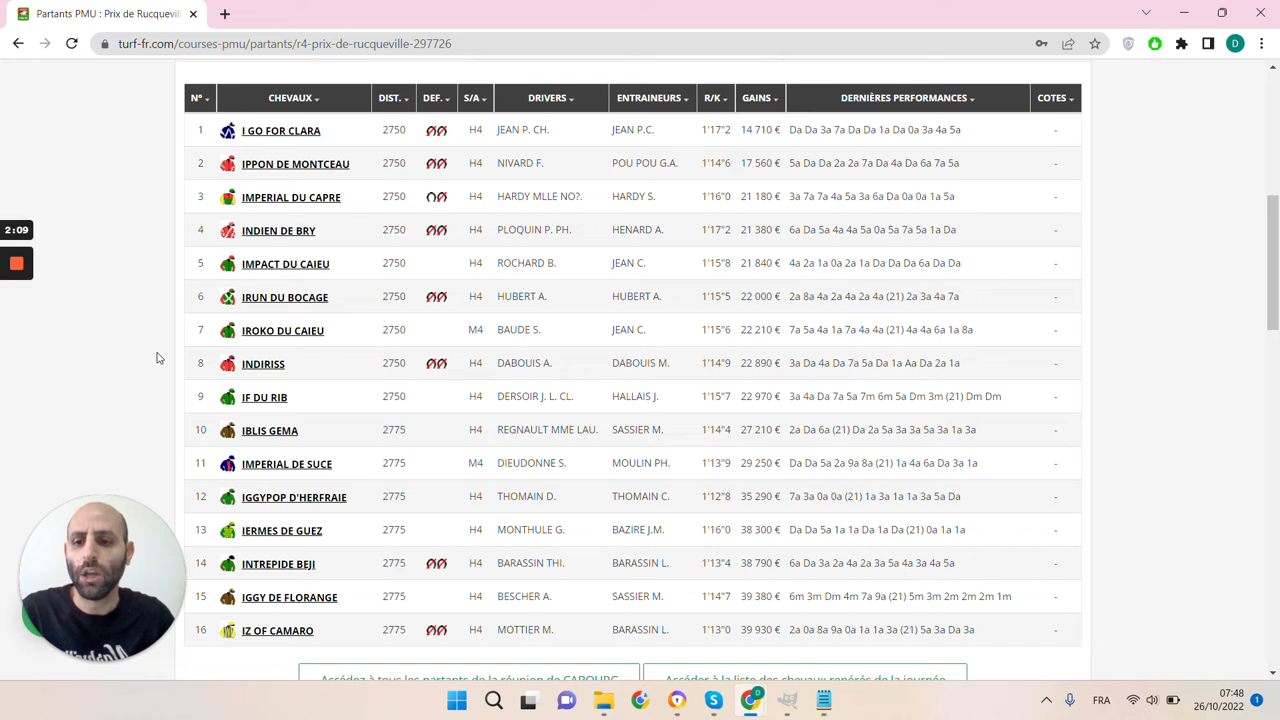 Partants PMU : Prix de Rucquevil
turf-fr.com/courses-pmu/partants/r4-prix-de-rucqueville-297726
D
N° CHEVAUX DIST. DEF. S/A DRIVERS ENTRAINEURS R/K GAINS DERNIÈRES PERFORMANCES COTES
1 I GO FOR CLARA 2750 H4 JEAN P. CH. JEAN P.C. 1'17"2 14 710 € Da Da 3a 7a Da Da 1a Da 0a 3a 4a 5a -
2 IPPON DE MONTCEAU 2750 H4 NIVARD F. POU POU G.A. 1'14"6 17 560 € 5a Da Da 2a 2a 7a Da 4a Da 6a 7a 5a -
3 IMPERIAL DU CAPRE 2750 H4 HARDY MLLE NO?. HARDY S. 1'16"0 21 180 € 3a 7a 7a 4a 5a 3a 6a Da 0a 0a 1a 5a -
4 INDIEN DE BRY 2750 H4 PLOQUIN P. PH. HENARD A. 1'17"2 21 380 € 6a Da 5a 4a 4a 5a 0a 5a 7a 5a 1a Da -
5 IMPACT DU CAIEU 2750 H4 ROCHARD B. JEAN C. 1'15"8 21 840 € 4a 2a 1a 0a 2a 1a Da Da Da 6a Da Da -
6 IRUN DU BOCAGE 2750 H4 HUBERT A. HUBERT A. 1'15"5 22 000 € 2a 8a 4a 2a 4a 2a 4a (21) 2a 3a 4a 7a -
7 IROKO DU CAIEU 2750 M4 BAUDE S. JEAN C. 1'15"6 22 210 € 7a 5a 4a 1a 7a 4a 4a (21) 4a 4a 6a 1a 8a -
8 INDIRISS 2750 H4 DABOUIS A. DABOUIS M. 1'14"9 22 890 € 3a Da 4a Da 7a 5a Da 1a Aa Da 2a 1a -
9 IF DU RIB 2750 H4 DERSOIR J. L. CL. HALLAIS J. 1'15"7 22 970 € 3a 4a Da 7a 5a 7m 6m 5a Dm 3m (21) Dm Dm -
10 IBLIS GEMA 2775 H4 REGNAULT MME LAU. SASSIER M. 1'14"4 27 210 € 2a Da 6a (21) Da 2a 5a 3a 3a 5a 3a 1a 3a -
11 IMPERIAL DE SUCE 2775 M4 DIEUDONNE S. MOULIN PH. 1'13"9 29 250 € Da Da 5a 2a 9a 8a (21) 1a 4a 6a Da 3a 1a -
12 IGGYPOP D'HERFRAIE 2775 H4 THOMAIN D. THOMAIN C. 1'12"8 35 290 € 7a 3a 0a 0a (21) 1a 3a 1a 1a 3a 5a Da -
13 IERMES DE GUEZ 2775 H4 MONTHULE G. BAZIRE J.M. 1'16"0 38 300 € Da Da 5a 1a 1a Da 1a Da (21) 0a 1a 1a -
14 INTREPIDE BEJI 2775 H4 BARASSIN THI. BARASSIN L. 1'13"4 38 790 € 6a Da 3a 2a 4a 2a 3a 5a 4a 3a 4a 5a -
15 IGGY DE FLORANGE 2775 H4 BESCHER A. SASSIER M. 1'14"7 39 380 € 6m 3m Dm 4m 7a 9a (21) 5m 3m 2m 2m 2m 1m -
16 IZ OF CAMARO 2775 H4 MOTTIER M. BARASSIN L. 1'13"0 39 930 € 2a 0a 8a 9a 0a 1a 1a 3a (21) 5a 3a Da 3a -
2:09
Accédez à tous les partants de la réunion de CABOURG Accéder à la liste des chevaux repérés de la journée
FRA 07:48
26/10/2022 1